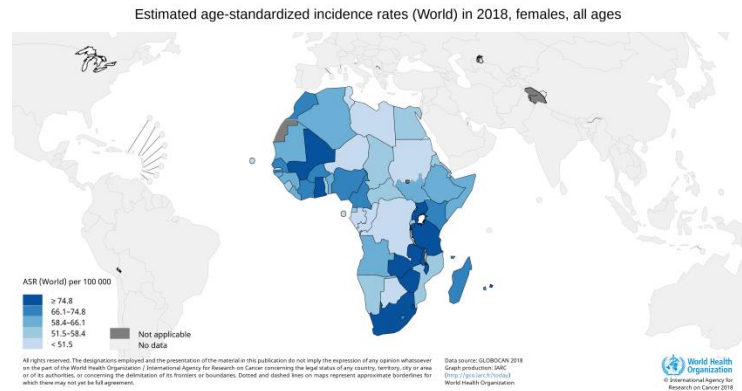 Estimated age-standardized incidence rates (World) in 2018, females, all ages
ASR (World) per 100 000
≥ 74.8
66.1–74.8
58.4–66.1
51.5–58.4
< 51.5
Not applicable
No data
All rights reserved. The designations employed and the presentation of the material in this publication do not imply the expression of any opinion whatsoever
on the part of the World Health Organization / International Agency for Research on Cancer concerning the legal status of any country, territory, city or area
or of its authorities, or concerning the delimitation of its frontiers or boundaries. Dotted and dashed lines on maps represent approximate borderlines for
which there may not yet be full agreement.
Data source: GLOBOCAN 2018
Graph production: IARC
(http://gco.iarc.fr/today)
World Health Organization
World Health
Organization
© International Agency for
Research on Cancer 2018